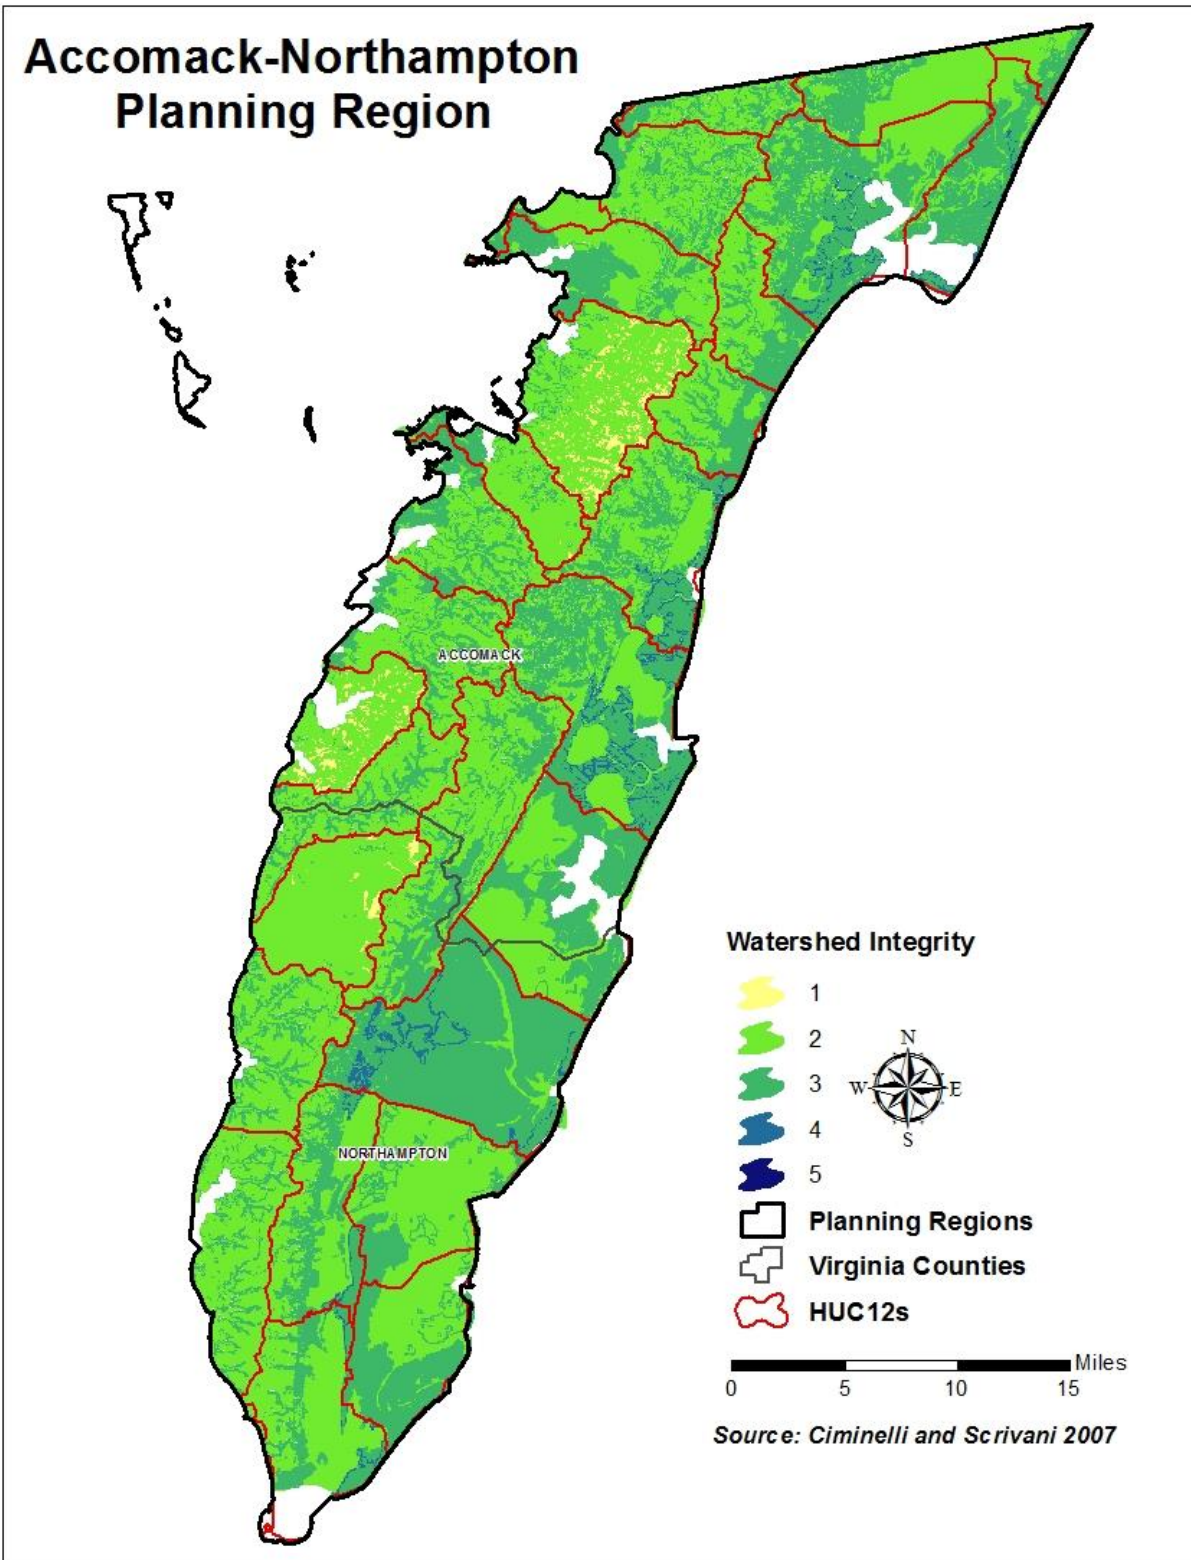 Accomack-Northampton
Planning Region
ACCOMACK
NORTHAMPTON
Watershed Integrity
1
2
3
4
5
N
W E
S
Planning Regions
Virginia Counties
HUC12s
Miles
0 5 10 15
Source: Ciminelli and Scrivani 2007